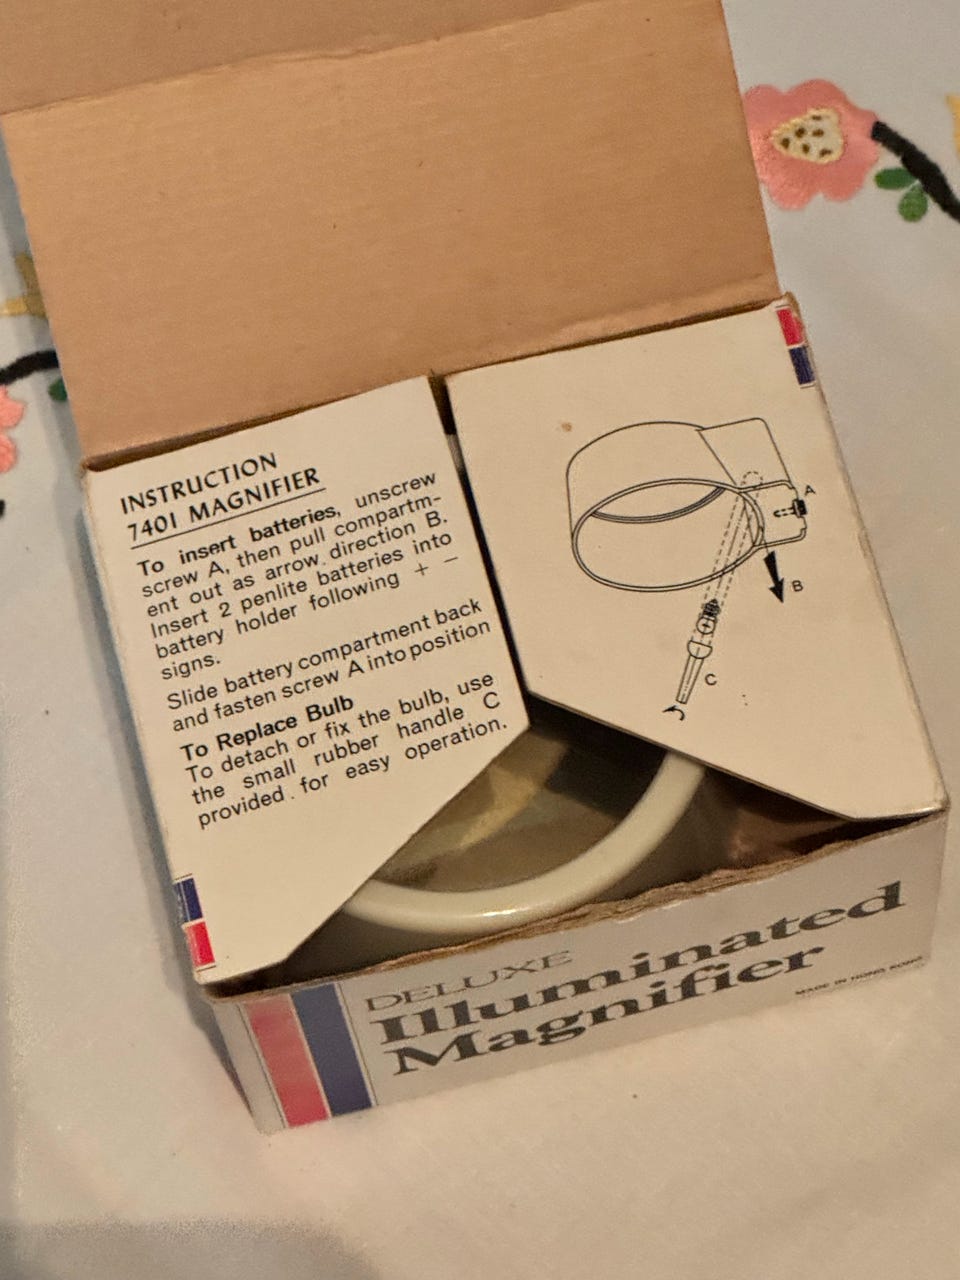 INSTRUCTION
7401 MAGNIFIER
To insert batteries, unscrew
screw A, then pull compartm-
ent out as arrow direction B.
Insert 2 penlite batteries into
battery holder following + −
signs.
Slide battery compartment back
and fasten screw A into position
To Replace Bulb
To detach or fix the bulb, use
the small rubber handle C
provided . for easy operation.
A
B
C
DELUXE
Illuminated
Magnifier
MADE IN HONG KONG